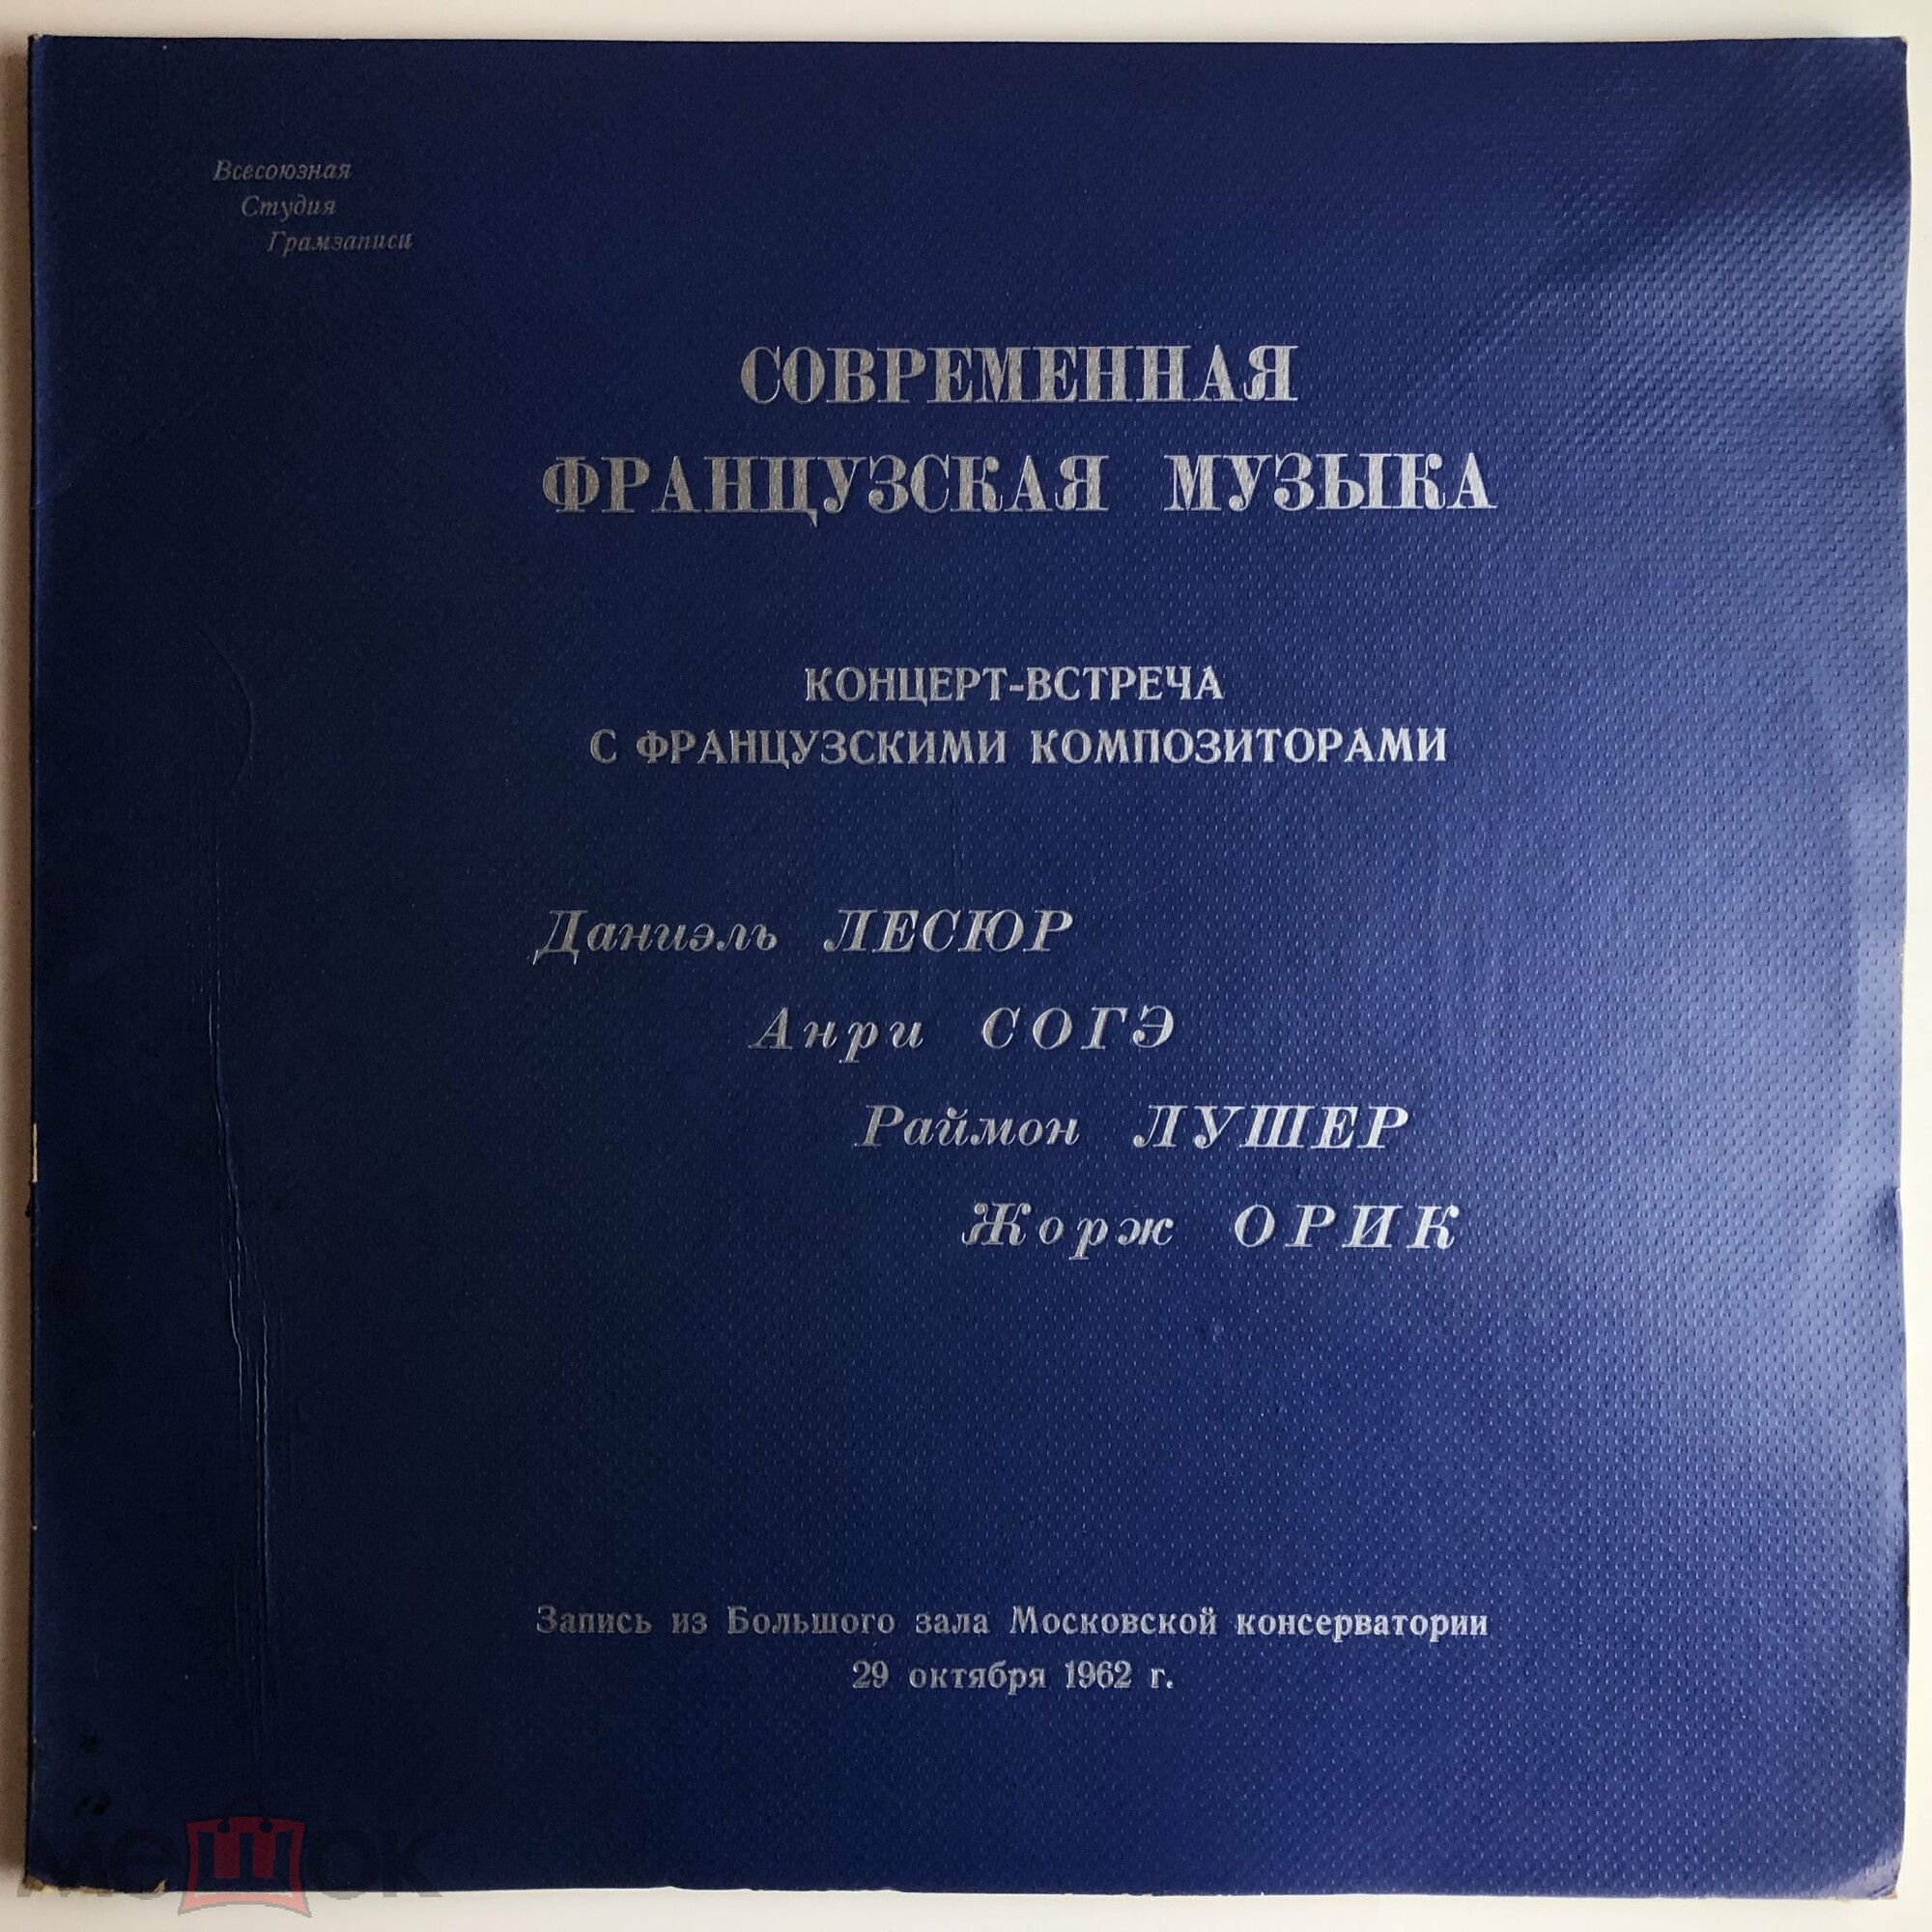 Всесоюзная
Студия
Грамзаписи
СОВРЕМЕННАЯ
ФРАНЦУЗСКАЯ МУЗЫКА
КОНЦЕРТ-ВСТРЕЧА
С ФРАНЦУЗСКИМИ КОМПОЗИТОРАМИ
Даниэль ЛЕСЮР
Анри СОГЭ
Раймон ЛУШЕР
Жорж ОРИК
Запись из Большого зала Московской консерватории
29 октября 1962 г.
мешок